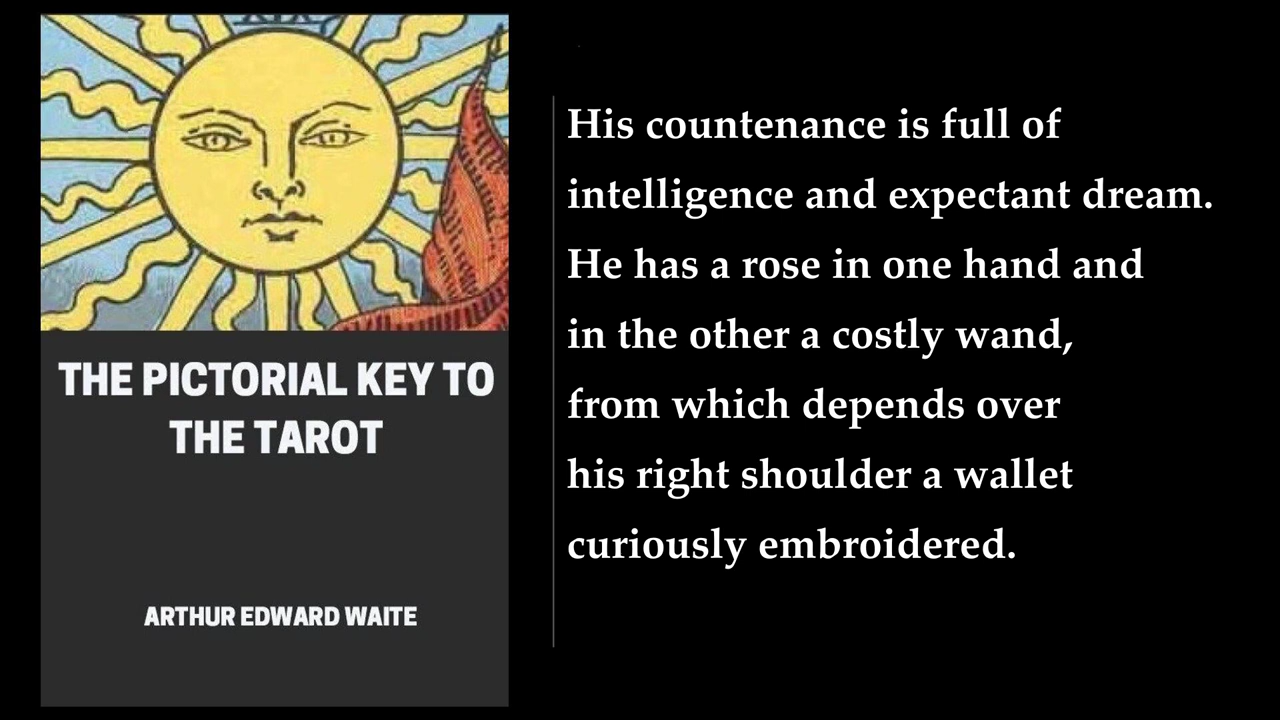 XIX
THE PICTORIAL KEY TO
THE TAROT
ARTHUR EDWARD WAITE
His countenance is full of
intelligence and expectant dream.
He has a rose in one hand and
in the other a costly wand,
from which depends over
his right shoulder a wallet
curiously embroidered.